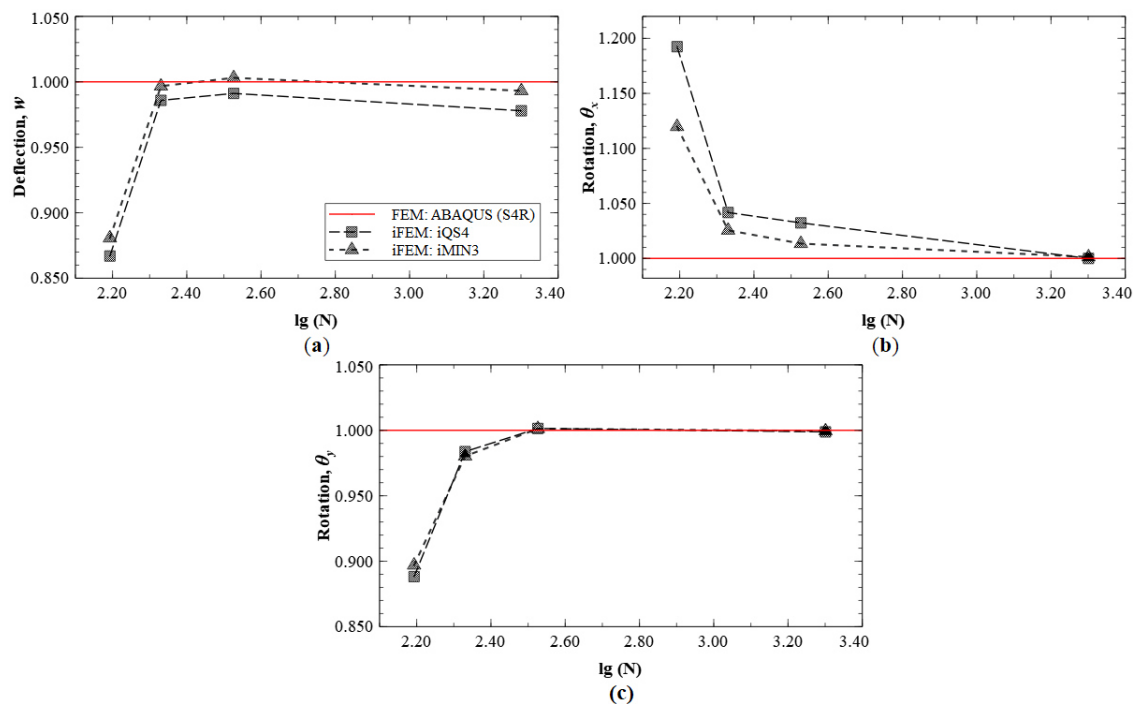 1.050
1.000
0.950
0.900
0.850
Deflection, w
FEM: ABAQUS (S4R)
iFEM: iQS4
iFEM: iMIN3
2.20 2.40 2.60 2.80 3.00 3.20 3.40
lg (N)
(a)
1.200
1.150
1.100
1.050
1.000
Rotation, θx
2.20 2.40 2.60 2.80 3.00 3.20 3.40
lg (N)
(b)
1.050
1.000
0.950
0.900
0.850
Rotation, θy
2.20 2.40 2.60 2.80 3.00 3.20 3.40
lg (N)
(c)